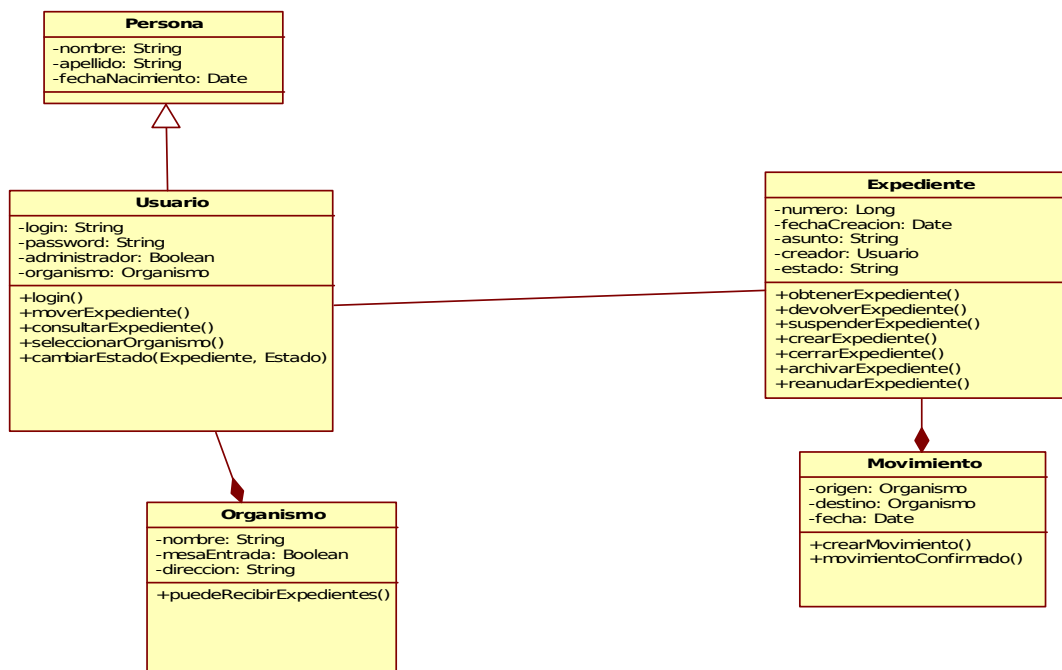 Persona
-nombre: String
-apellido: String
-fechaNacimiento: Date
Usuario
-login: String
-password: String
-administrador: Boolean
-organismo: Organismo
+login()
+moverExpediente()
+consultarExpediente()
+seleccionarOrganismo()
+cambiarEstado(Expediente, Estado)
Expediente
-numero: Long
-fechaCreacion: Date
-asunto: String
-creador: Usuario
-estado: String
+obtenerExpediente()
+devolverExpediente()
+suspenderExpediente()
+crearExpediente()
+cerrarExpediente()
+archivarExpediente()
+reanudarExpediente()
Organismo
-nombre: String
-mesaEntrada: Boolean
-direccion: String
+puedeRecibirExpedientes()
Movimiento
-origen: Organismo
-destino: Organismo
-fecha: Date
+crearMovimiento()
+movimientoConfirmado()